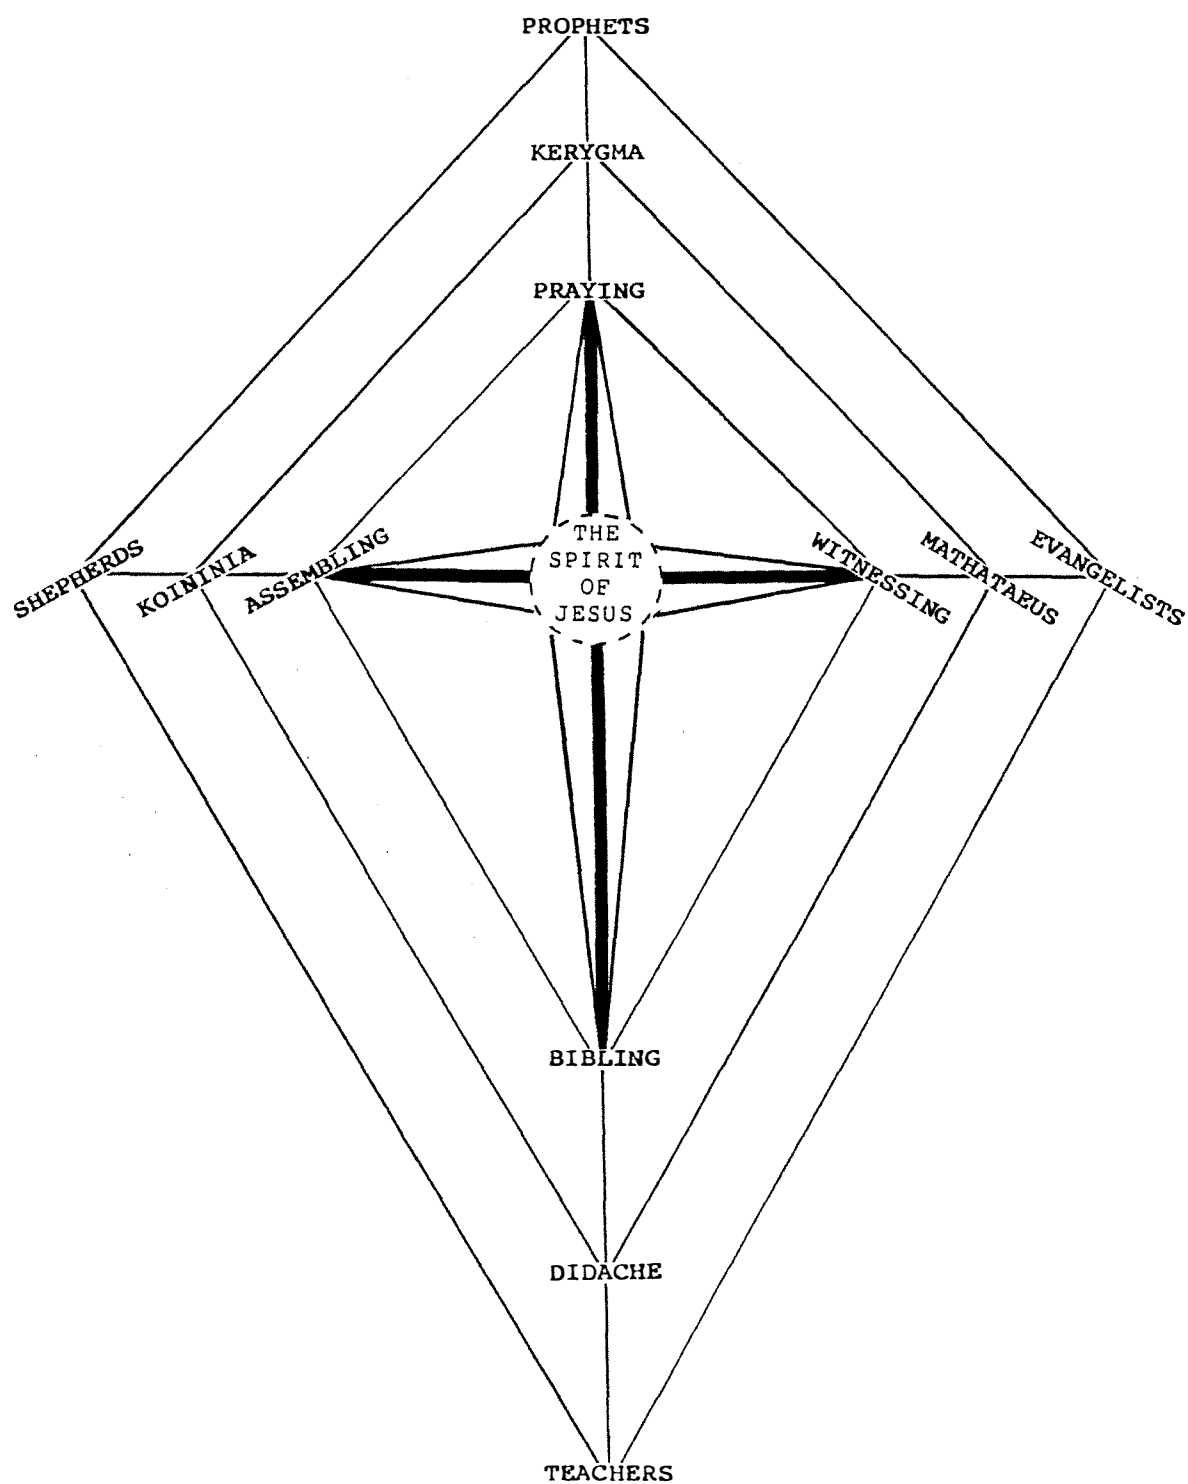 PROPHETS
KERYGMA
PRAYING
SHEPHERDS
KOININIA
ASSEMBLING
THE
SPIRIT
OF
JESUS
WITNESSING
MATHATAEUS
EVANGELISTS
BIBLING
DIDACHE
TEACHERS